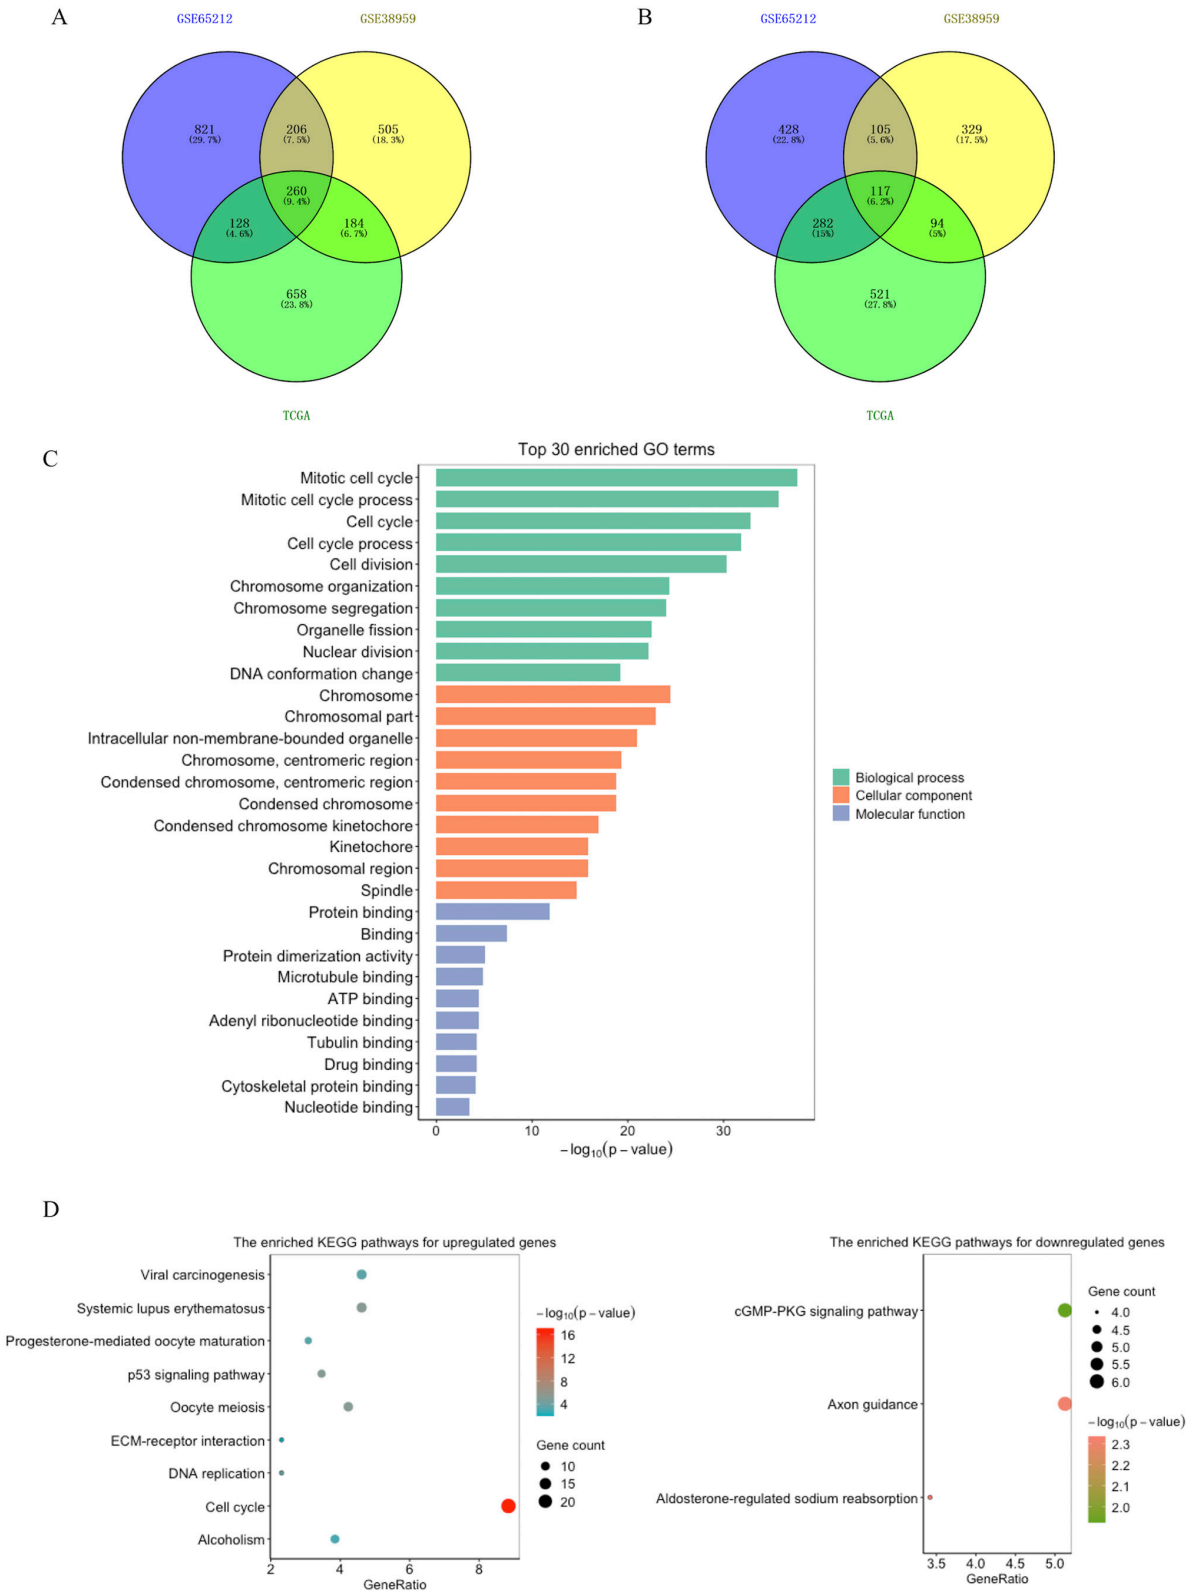 A
B
GSE65212
GSE38959
GSE65212
GSE38959
821
(29.7%)
206
(7.5%)
505
(18.3%)
260
(9.4%)
128
(4.6%)
184
(6.7%)
658
(23.8%)
TCGA
428
(22.8%)
105
(5.6%)
329
(17.5%)
117
(6.2%)
282
(15%)
94
(5%)
521
(27.8%)
TCGA
C
Top 30 enriched GO terms
Mitotic cell cycle
Mitotic cell cycle process
Cell cycle
Cell cycle process
Cell division
Chromosome organization
Chromosome segregation
Organelle fission
Nuclear division
DNA conformation change
Chromosome
Chromosomal part
Intracellular non-membrane-bounded organelle
Chromosome, centromeric region
Condensed chromosome, centromeric region
Condensed chromosome
Condensed chromosome kinetochore
Kinetochore
Chromosomal region
Spindle
Protein binding
Binding
Protein dimerization activity
Microtubule binding
ATP binding
Adenyl ribonucleotide binding
Tubulin binding
Drug binding
Cytoskeletal protein binding
Nucleotide binding
0 10 20 30
−log10(p−value)
Biological process
Cellular component
Molecular function
D
The enriched KEGG pathways for upregulated genes
Viral carcinogenesis
Systemic lupus erythematosus
Progesterone-mediated oocyte maturation
p53 signaling pathway
Oocyte meiosis
ECM-receptor interaction
DNA replication
Cell cycle
Alcoholism
2 4 6 8
GeneRatio
−log10(p−value)
16
12
8
4
Gene count
10
15
20
The enriched KEGG pathways for downregulated genes
cGMP-PKG signaling pathway
Axon guidance
Aldosterone-regulated sodium reabsorption
3.5 4.0 4.5 5.0
GeneRatio
Gene count
4.0
4.5
5.0
5.5
6.0
−log10(p−value)
2.3
2.2
2.1
2.0